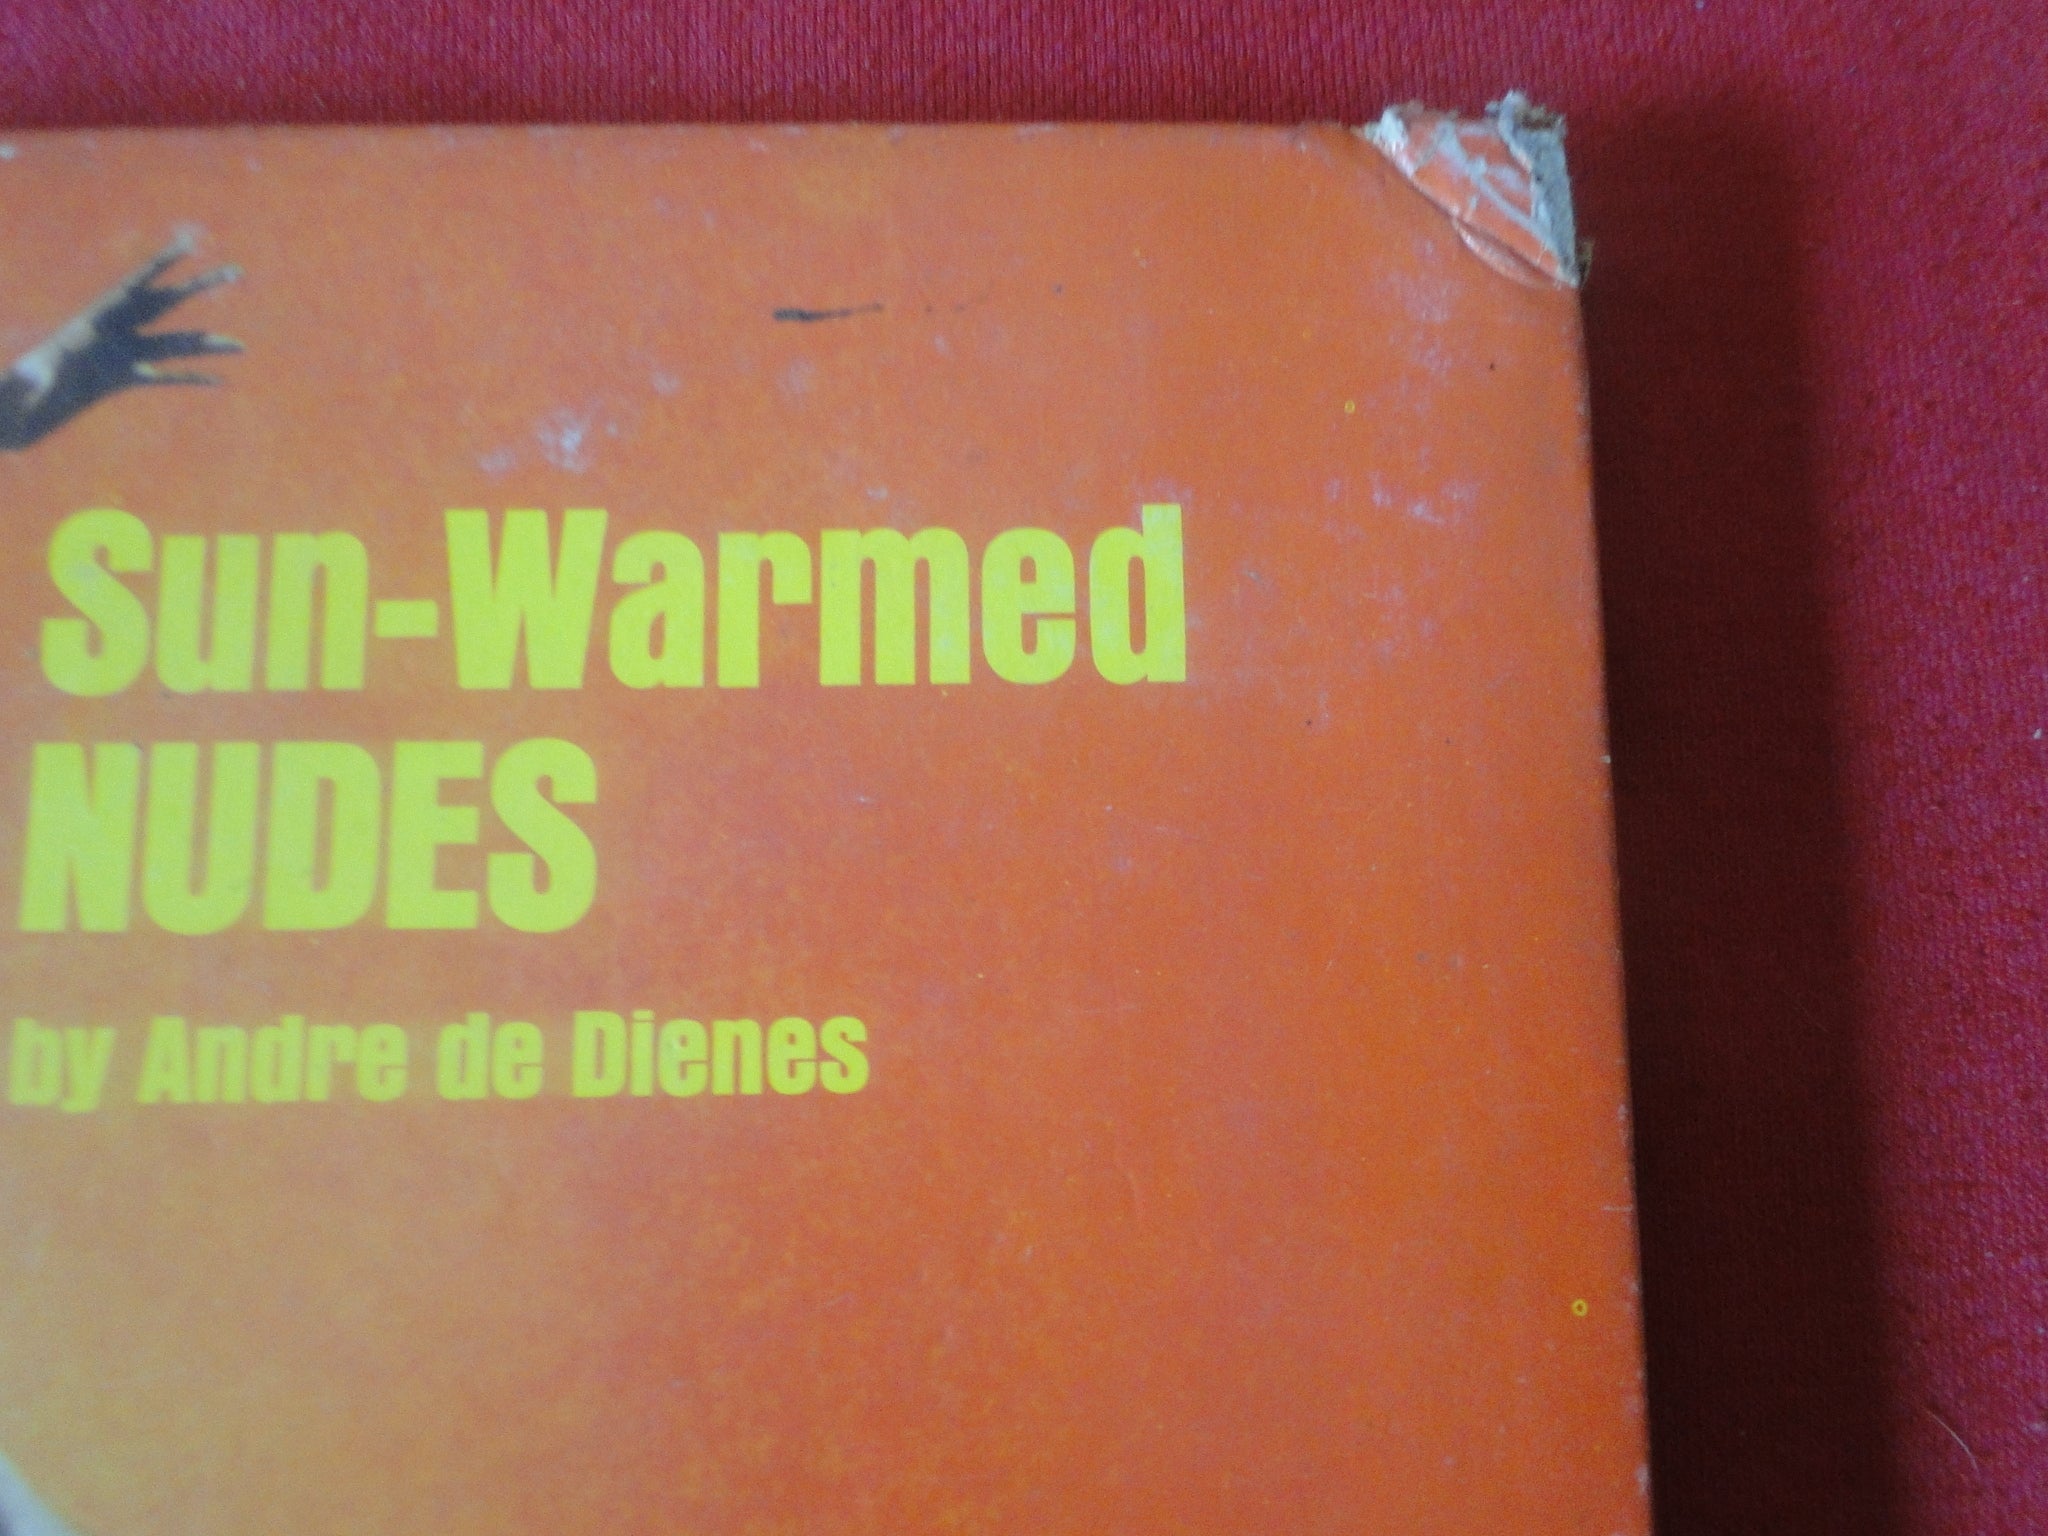 Sun-Warmed
NUDES
by Andre de Dienes